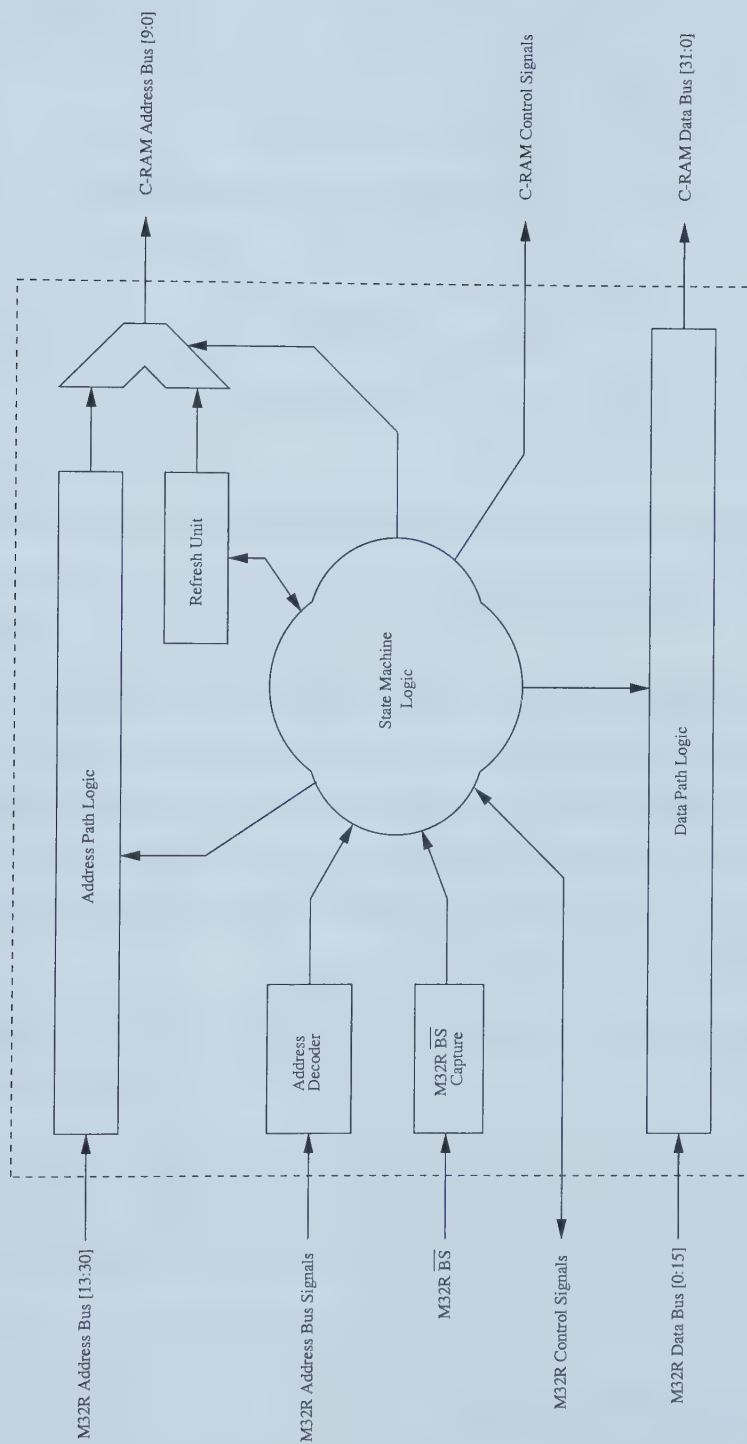 M32R Address Bus [13:30]
M32R Address Bus Signals
M32R BS
M32R Control Signals
M32R Data Bus [0:15]
Address Path Logic
Address
Decoder
M32R BS
Capture
Refresh Unit
State Machine
Logic
Data Path Logic
C-RAM Address Bus [9:0]
C-RAM Control Signals
C-RAM Data Bus [31:0]